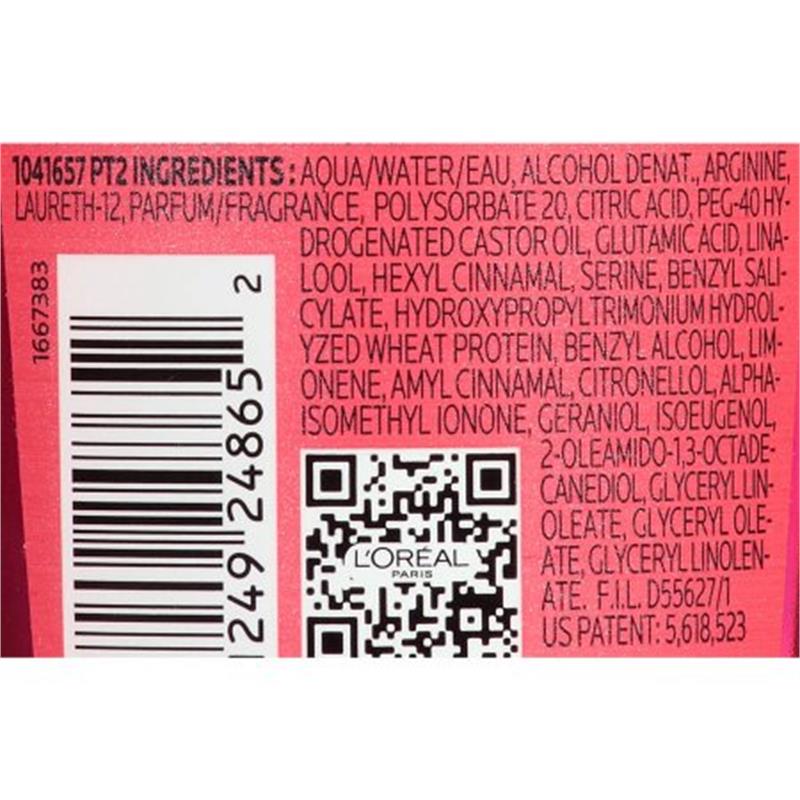 1041657 PT2 INGREDIENTS : AQUA/WATER/EAU, ALCOHOL DENAT., ARGININE,
LAURETH-12, PARFUM/FRAGRANCE, POLYSORBATE 20, CITRIC ACID, PEG-40 HY-
DROGENATED CASTOR OIL, GLUTAMIC ACID, LINA-
LOOL, HEXYL CINNAMAL, SERINE, BENZYL SALI-
CYLATE, HYDROXYPROPYLTRIMONIUM HYDROL-
YZED WHEAT PROTEIN, BENZYL ALCOHOL, LIM-
ONENE, AMYL CINNAMAL, CITRONELLOL, ALPHA-
ISOMETHYL IONONE, GERANIOL, ISOEUGENOL,
2-OLEAMIDO-1,3-OCTADE-
CANEDIOL, GLYCERYL LIN-
OLEATE, GLYCERYL OLE-
ATE, GLYCERYL LINOLEN-
ATE. F.I.L. D55627/1
US PATENT: 5,618,523
1667383
1249 24865 2
L'ORÉAL
PARIS